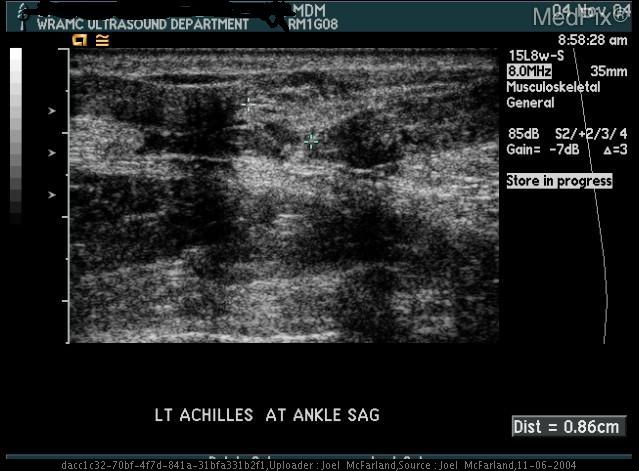 MDM
04 Nov 04
MedPix®
WRAMC ULTRASOUND DEPARTMENT
RM1G08
8:58:28 am
15L8w-S
8.0MHz 35mm
Musculoskeletal
General
85dB S2/+2/3/4
Gain= -7dB Δ=3
Store in progress
LT ACHILLES AT ANKLE SAG
Dist = 0.86cm
dacc1c32-70bf-4f7d-841a-31bfa331b2f1,Uploader : Joel McFarland,Source : Joel McFarland,11-06-2004